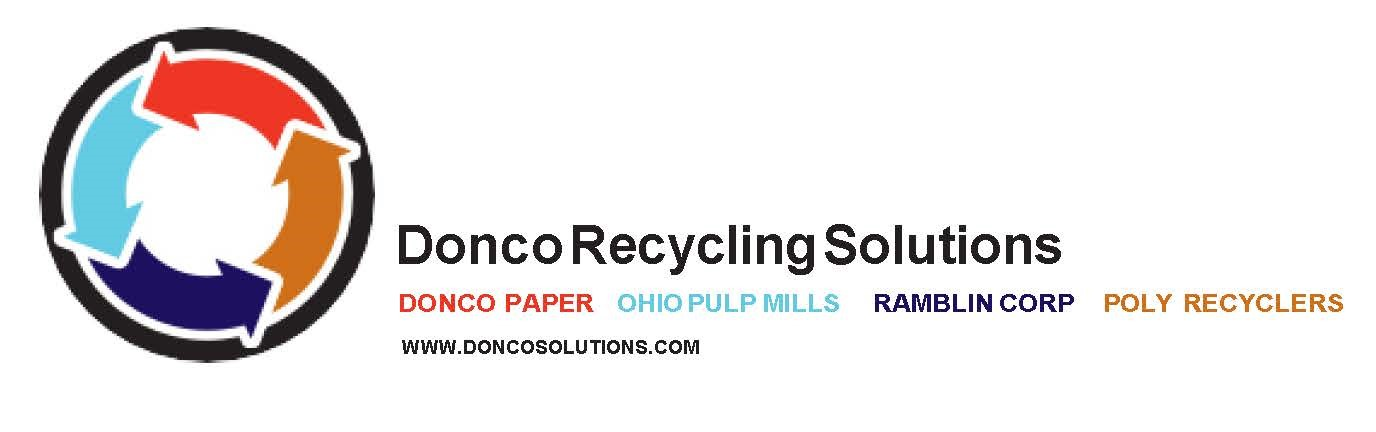 Donco Recycling Solutions
DONCO PAPER OHIO PULP MILLS RAMBLIN CORP POLY RECYCLERS
WWW.DONCOSOLUTIONS.COM